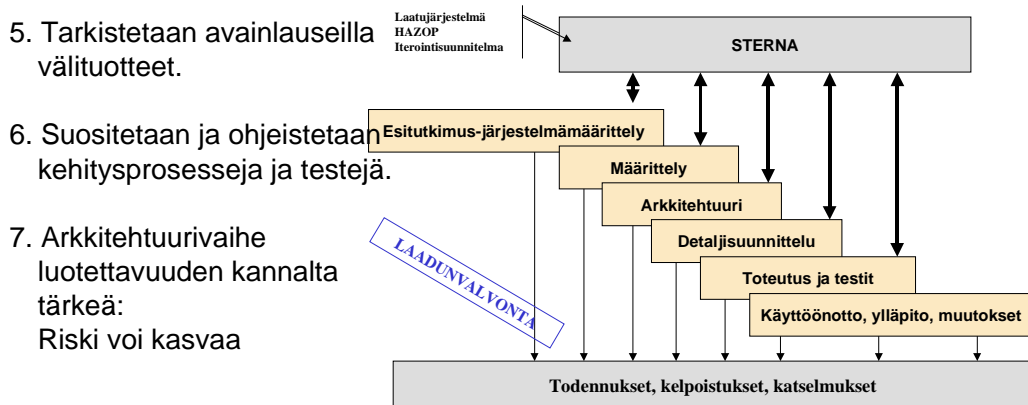 5. Tarkistetaan avainlauseilla
välituotteet.
6. Suositetaan ja ohjeistetaan
kehitysprosesseja ja testejä.
7. Arkkitehtuurivaihe
luotettavuuden kannalta
tärkeä:
Riski voi kasvaa
Laatujärjestelmä
HAZOP
Iterointisuunnitelma
STERNA
Esitutkimus-järjestelmämäärittely
Määrittely
Arkkitehtuuri
Detaljisuunnittelu
Toteutus ja testit
Käyttöönotto, ylläpito, muutokset
LAADUNVALVONTA
Todennukset, kelpoistukset, katselmukset